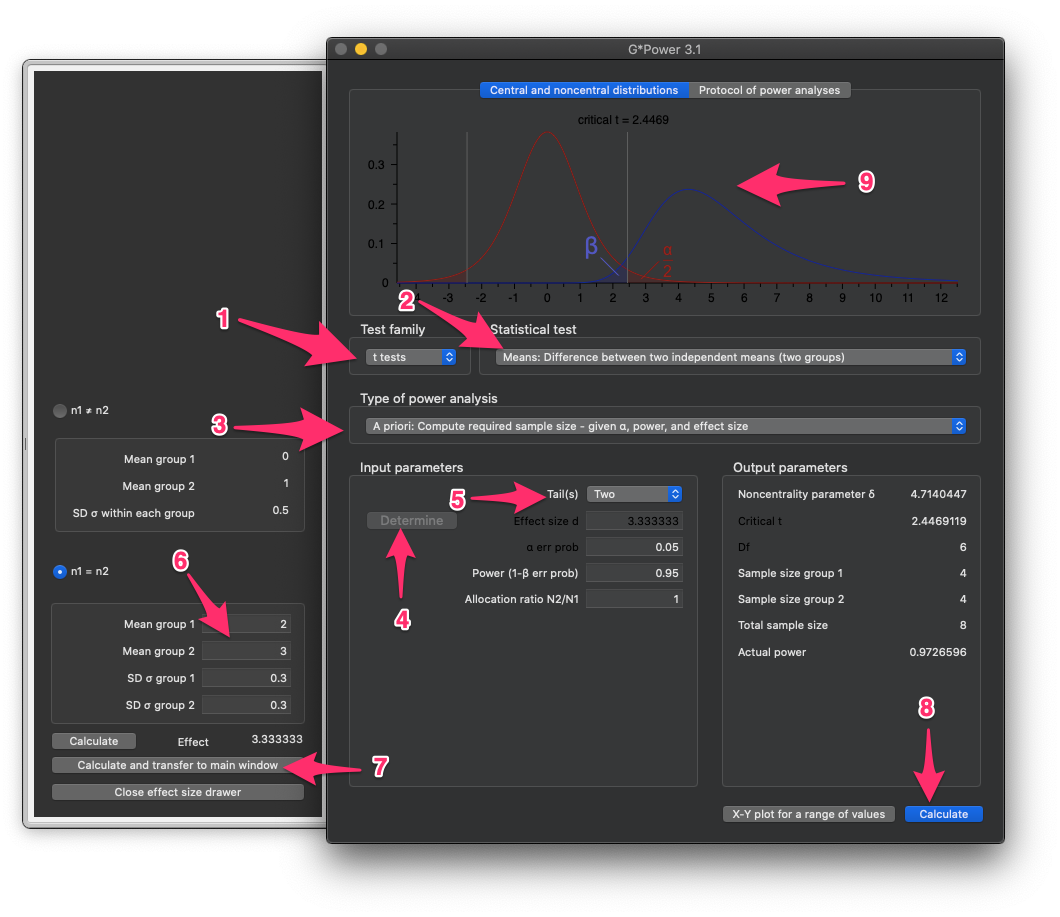 G*Power 3.1
Central and noncentral distributions Protocol of power analyses
critical t = 2.4469
0.3
0.2
0.1
0
β
α
2
-3 -2 -1 0 1 2 3 4 5 6 7 8 9 10 11 12
9
1
2
Test family
Statistical test
t tests
Means: Difference between two independent means (two groups)
3
Type of power analysis
A priori: Compute required sample size – given α, power, and effect size
n1 ≠ n2
Mean group 1 0
Mean group 2 1
SD σ within each group 0.5
n1 = n2
6
Mean group 1 2
Mean group 2 3
SD σ group 1 0.3
SD σ group 2 0.3
Calculate Effect 3.333333
Calculate and transfer to main window
7
Close effect size drawer
Input parameters
5
Tail(s) Two
Determine
Effect size d 3.333333
4
α err prob 0.05
Power (1-β err prob) 0.95
Allocation ratio N2/N1 1
Output parameters
Noncentrality parameter δ 4.7140447
Critical t 2.4469119
Df 6
Sample size group 1 4
Sample size group 2 4
Total sample size 8
Actual power 0.9726596
8
X-Y plot for a range of values
Calculate